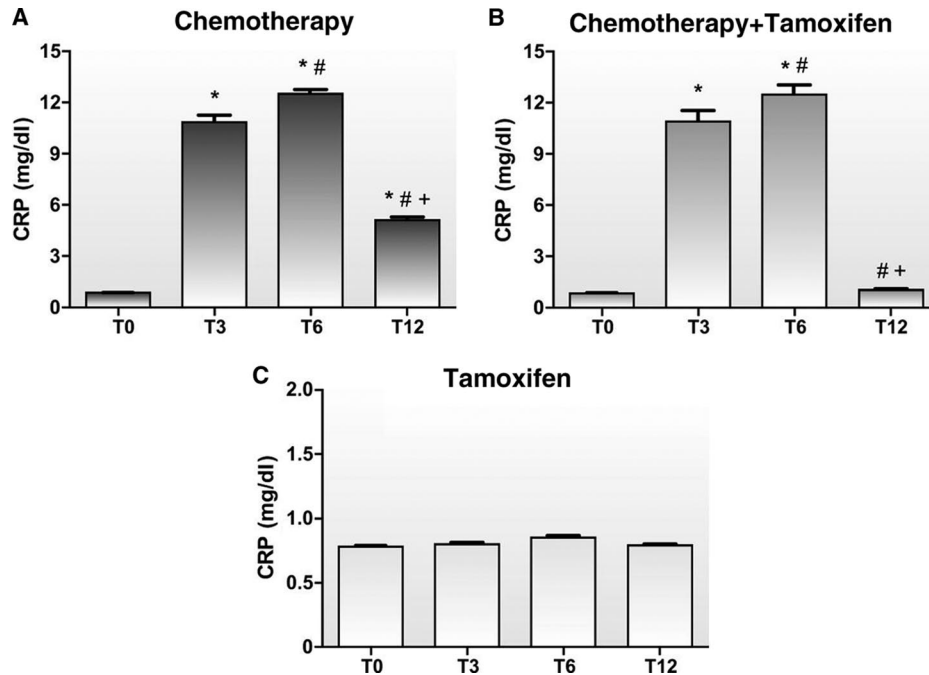 A
Chemotherapy
CRP (mg/dl)
15
12
9
6
3
0
*
* #
* # +
T0 T3 T6 T12
B
Chemotherapy+Tamoxifen
CRP (mg/dl)
15
12
9
6
3
0
*
* #
# +
T0 T3 T6 T12
C
Tamoxifen
CRP (mg/dl)
2.0
1.5
1.0
0.5
0
T0 T3 T6 T12